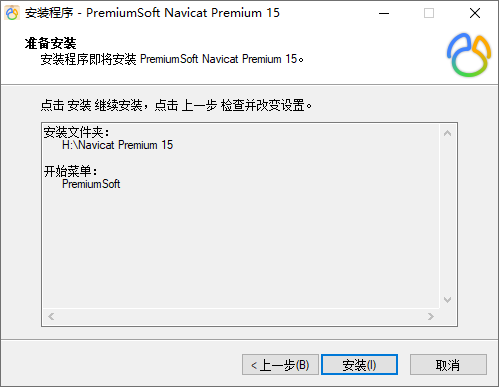 安装程序 - PremiumSoft Navicat Premium 15
准备安装
安装程序即将安装 PremiumSoft Navicat Premium 15。
点击 安装 继续安装，点击 上一步 检查并改变设置。
安装文件夹：
H:\Navicat Premium 15
开始菜单：
PremiumSoft
< 上一步(B)
安装(I)
取消